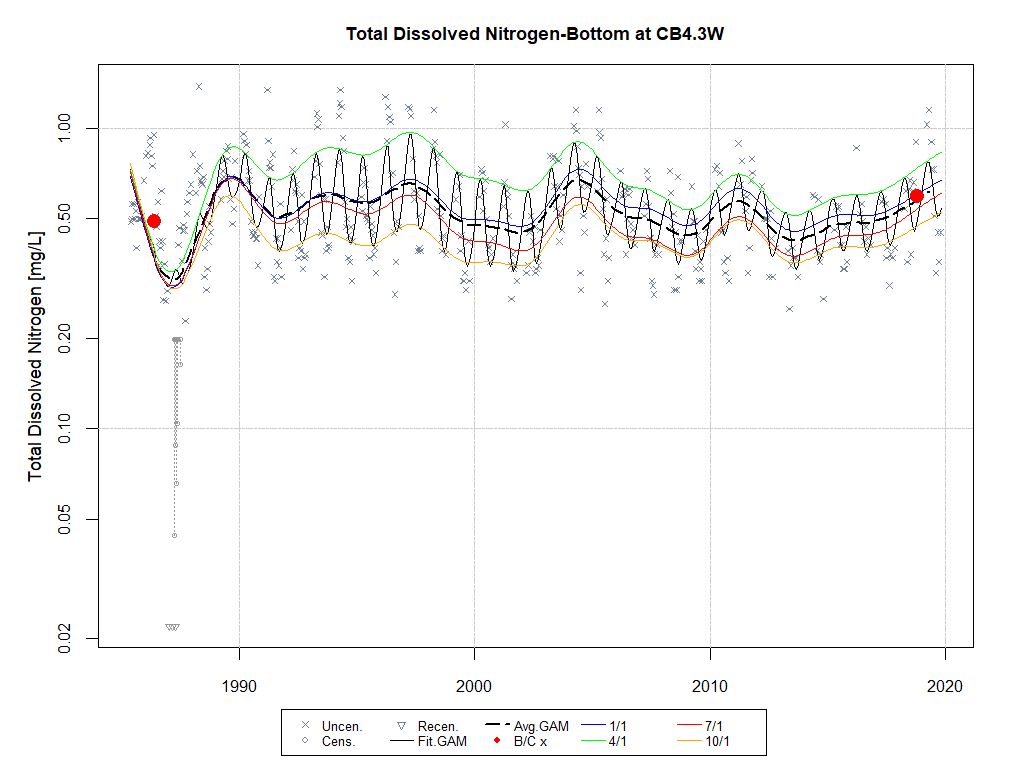 Total Dissolved Nitrogen-Bottom at CB4.3W
Total Dissolved Nitrogen [mg/L]
1.00
0.50
0.20
0.10
0.05
0.02
1990 2000 2010 2020
Uncen. Recen. Avg.GAM 1/1 7/1
Cens. Fit.GAM B/C x 4/1 10/1